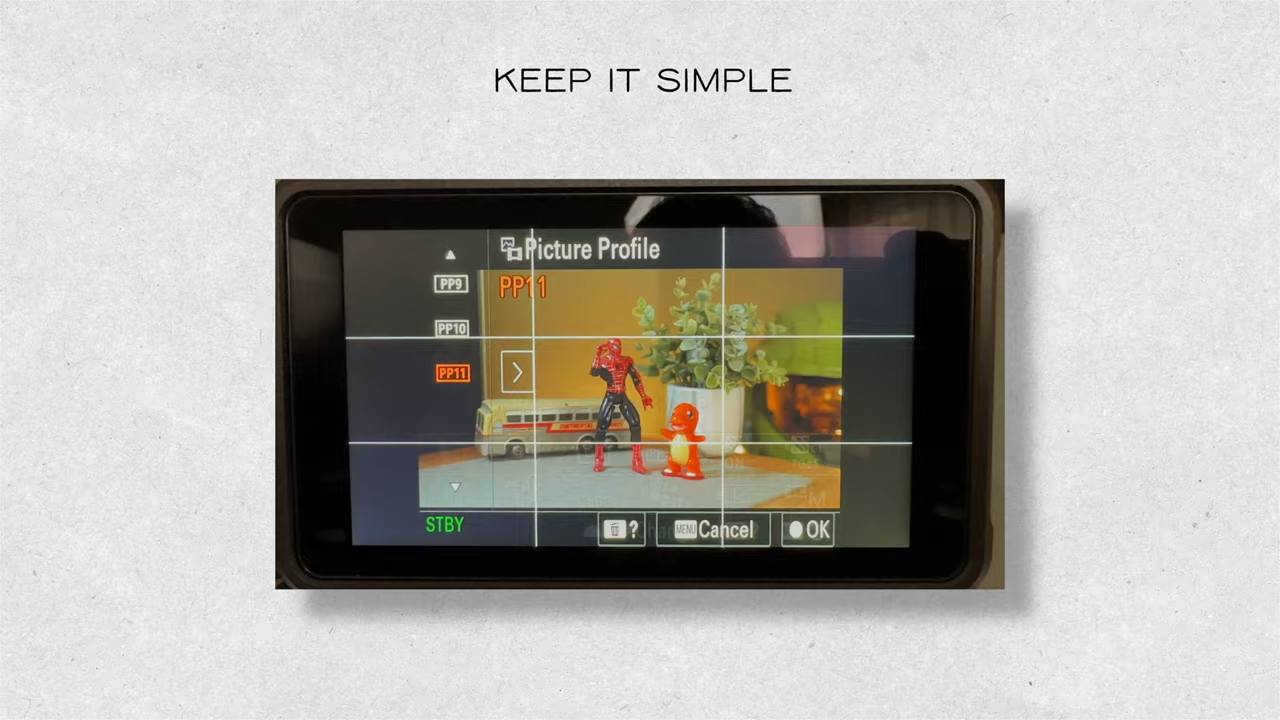 KEEP IT SIMPLE
Picture Profile
PP9
PP11
PP10
PP11
STBY
? MENU Cancel OK